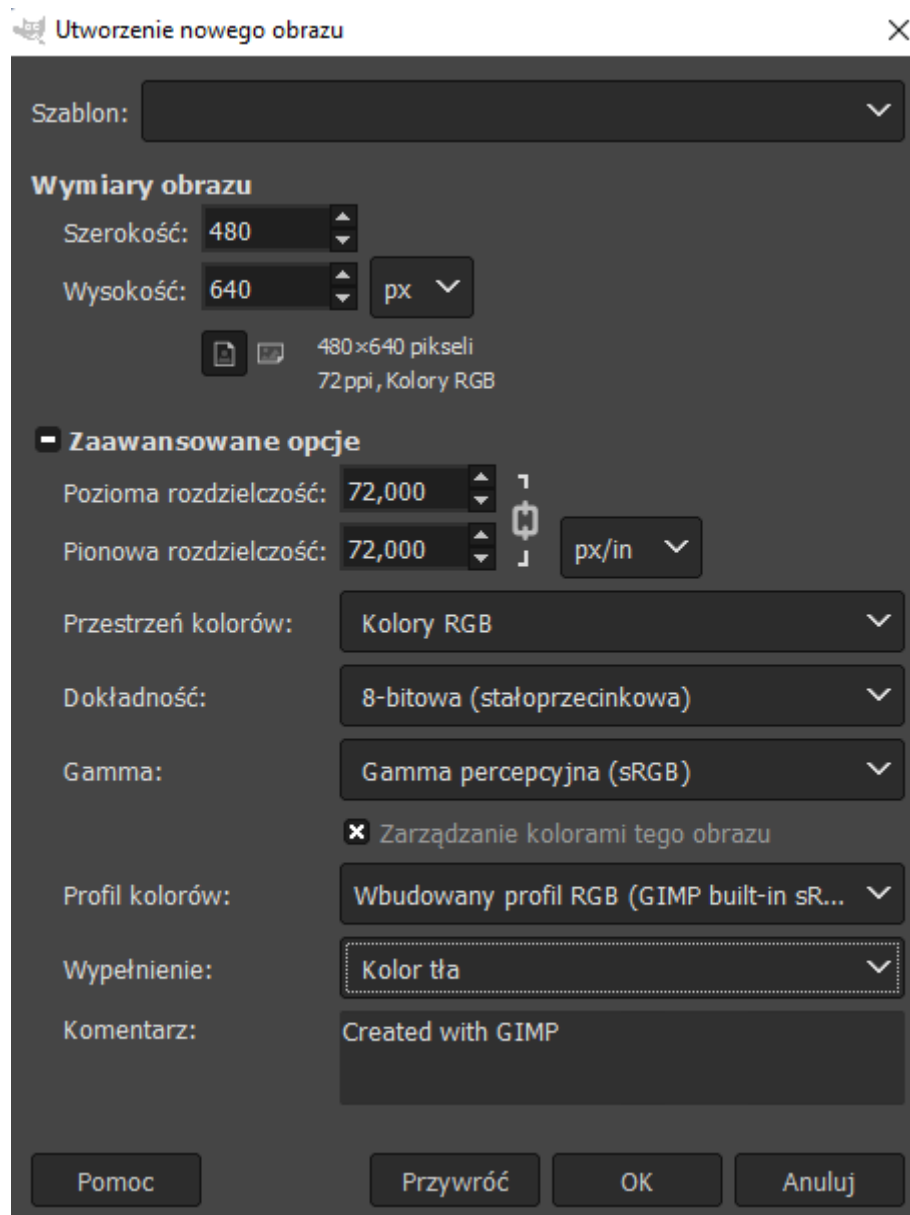 Utworzenie nowego obrazu
Szablon:
Wymiary obrazu
Szerokość: 480
Wysokość: 640 px
480×640 pikseli
72 ppi, Kolory RGB
Zaawansowane opcje
Pozioma rozdzielczość: 72,000
Pionowa rozdzielczość: 72,000 px/in
Przestrzeń kolorów: Kolory RGB
Dokładność: 8-bitowa (stałoprzecinkowa)
Gamma: Gamma percepcyjna (sRGB)
Zarządzanie kolorami tego obrazu
Profil kolorów: Wbudowany profil RGB (GIMP built-in sR...
Wypełnienie: Kolor tła
Komentarz: Created with GIMP
Pomoc Przywróć OK Anuluj